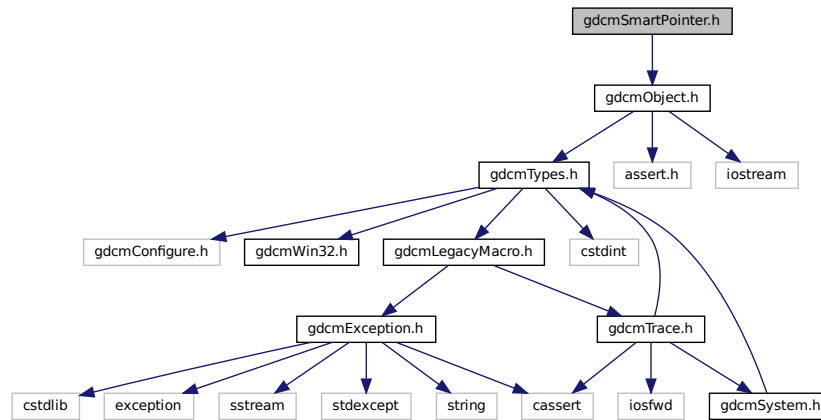 gdcmSmartPointer.h
gdcmObject.h
gdcmTypes.h
assert.h
iostream
gdcmConfigure.h
gdcmWin32.h
gdcmLegacyMacro.h
cstdint
gdcmException.h
gdcmTrace.h
cstdlib
exception
sstream
stdexcept
string
cassert
iosfwd
gdcmSystem.h